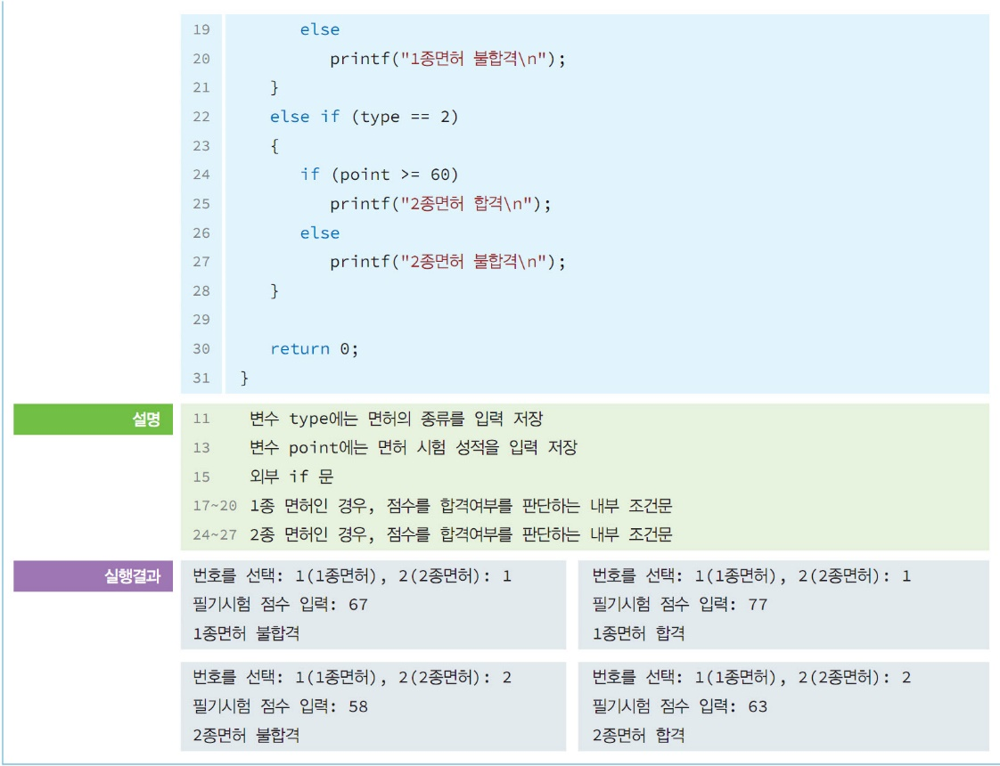 19 else
20 printf("1종면허 불합격\n");
21 }
22 else if (type == 2)
23 {
24 if (point >= 60)
25 printf("2종면허 합격\n");
26 else
27 printf("2종면허 불합격\n");
28 }
29
30 return 0;
31 }
설명
11 변수 type에는 면허의 종류를 입력 저장
13 변수 point에는 면허 시험 성적을 입력 저장
15 외부 if 문
17~20 1종 면허인 경우, 점수를 합격여부를 판단하는 내부 조건문
24~27 2종 면허인 경우, 점수를 합격여부를 판단하는 내부 조건문
실행결과
번호를 선택: 1(1종면허), 2(2종면허): 1
필기시험 점수 입력: 67
1종면허 불합격
번호를 선택: 1(1종면허), 2(2종면허): 1
필기시험 점수 입력: 77
1종면허 합격
번호를 선택: 1(1종면허), 2(2종면허): 2
필기시험 점수 입력: 58
2종면허 불합격
번호를 선택: 1(1종면허), 2(2종면허): 2
필기시험 점수 입력: 63
2종면허 합격